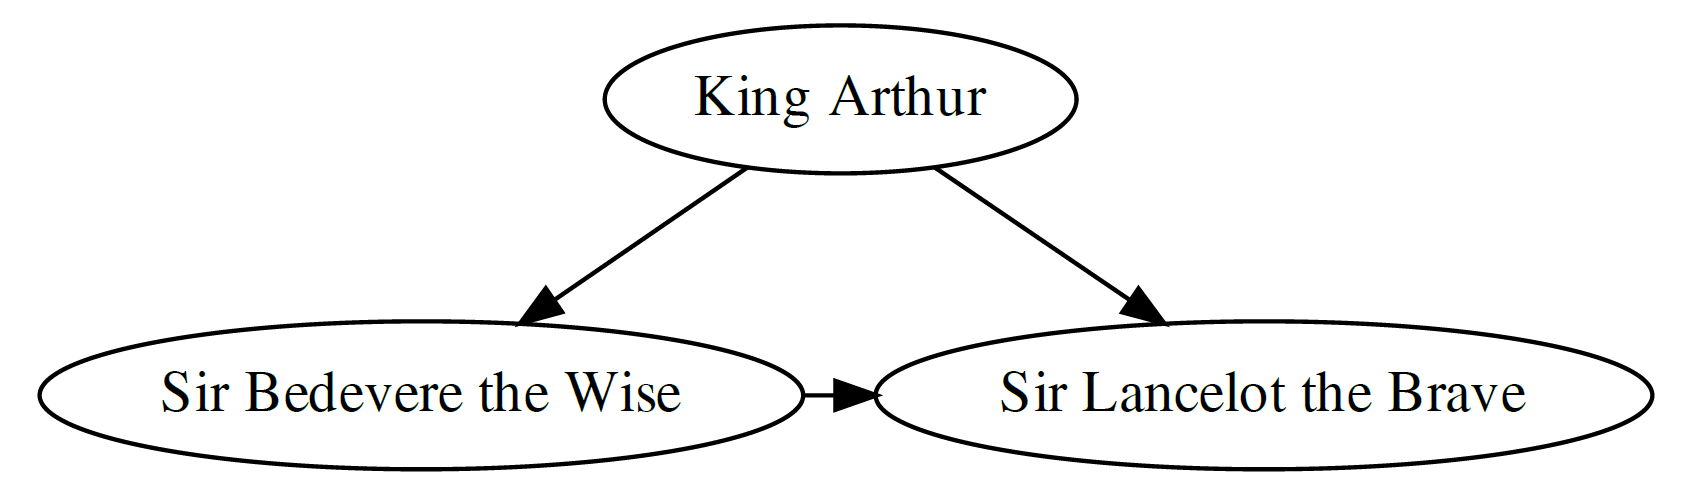 King Arthur
Sir Bedevere the Wise
Sir Lancelot the Brave